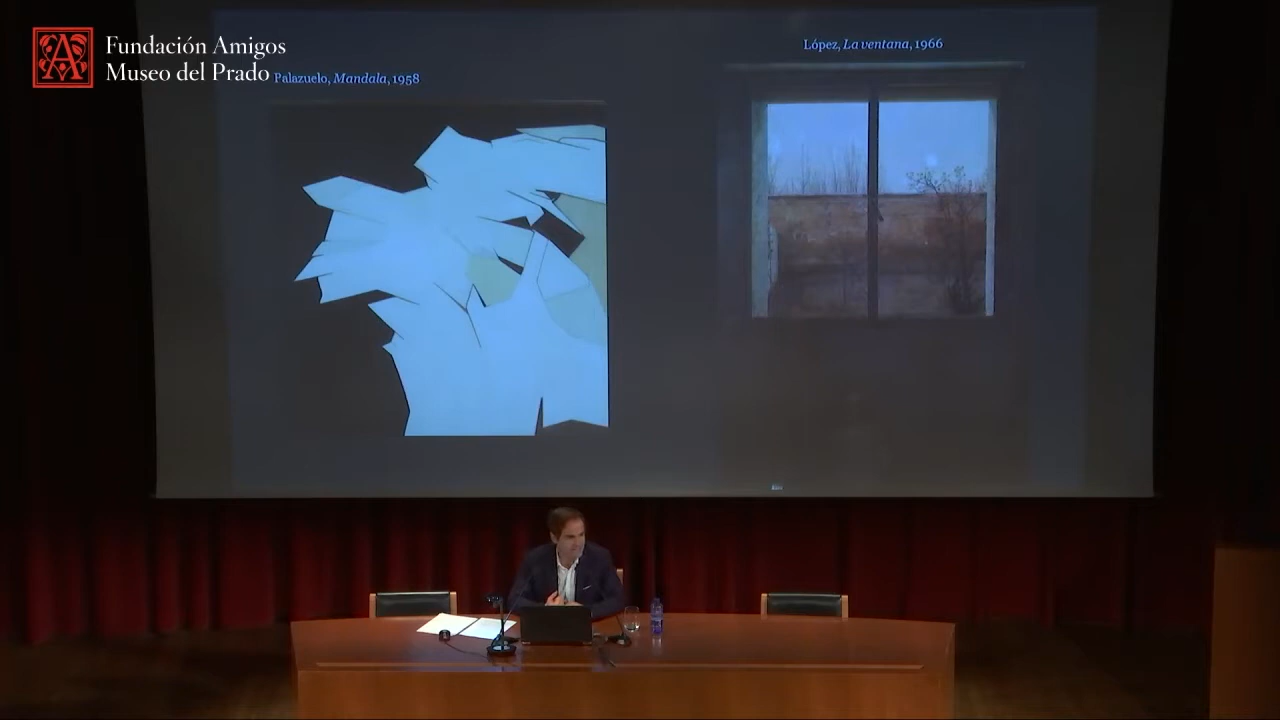 Fundación Amigos
Museo del Prado
Palazuelo, Mandala, 1958
López, La ventana, 1966